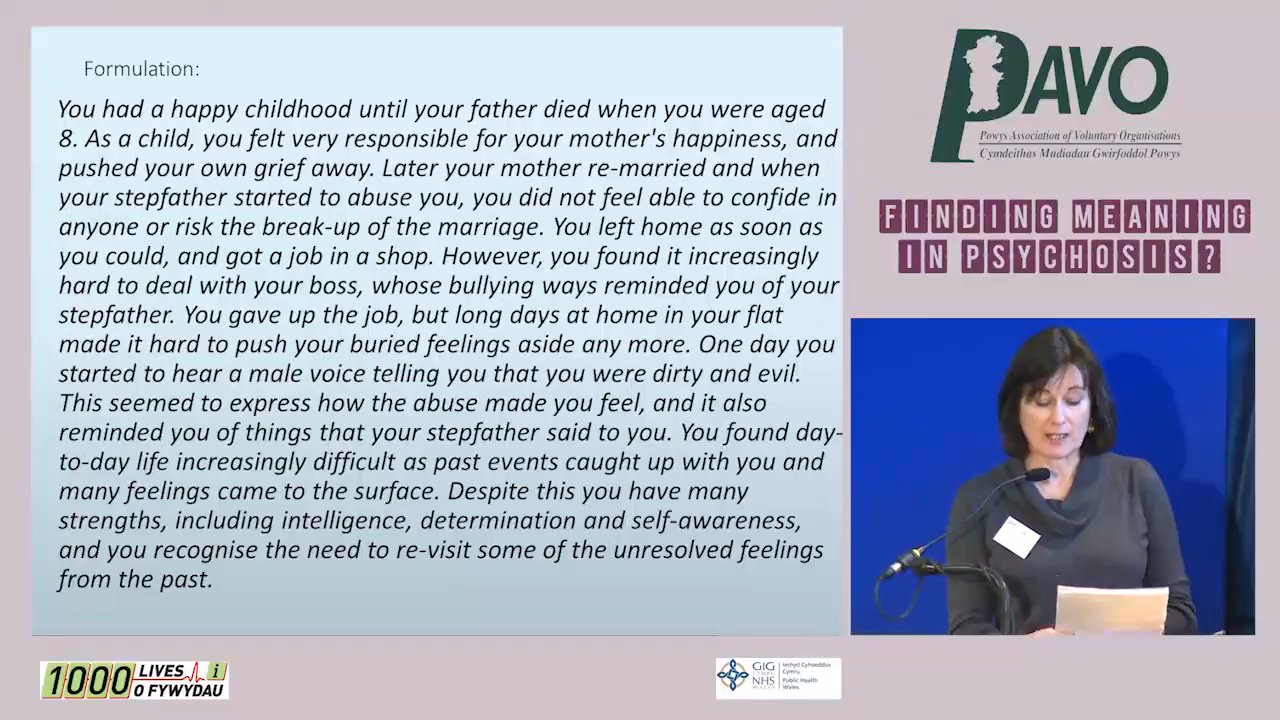 Formulation:
You had a happy childhood until your father died when you were aged
8. As a child, you felt very responsible for your mother's happiness, and
pushed your own grief away. Later your mother re-married and when
your stepfather started to abuse you, you did not feel able to confide in
anyone or risk the break-up of the marriage. You left home as soon as
you could, and got a job in a shop. However, you found it increasingly
hard to deal with your boss, whose bullying ways reminded you of your
stepfather. You gave up the job, but long days at home in your flat
made it hard to push your buried feelings aside any more. One day you
started to hear a male voice telling you that you were dirty and evil.
This seemed to express how the abuse made you feel, and it also
reminded you of things that your stepfather said to you. You found day-
to-day life increasingly difficult as past events caught up with you and
many feelings came to the surface. Despite this you have many
strengths, including intelligence, determination and self-awareness,
and you recognise the need to re-visit some of the unresolved feelings
from the past.
PAVO
Powys Association of Voluntary Organisations
Cymdeithas Mudiadau Gwirfoddol Powys
FINDING MEANING
IN PSYCHOSIS?
1000 LIVES i
O FYWYDAU
GIG
CYMRU
NHS
WALES
Iechyd Cyhoeddus
Cymru
Public Health
Wales